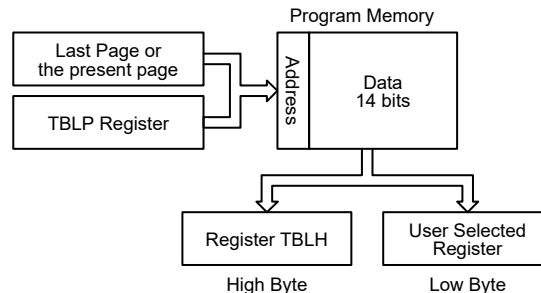 Program Memory
Last Page or
the present page
TBLP Register
Address
Data
14 bits
Register TBLH
User Selected
Register
High Byte
Low Byte